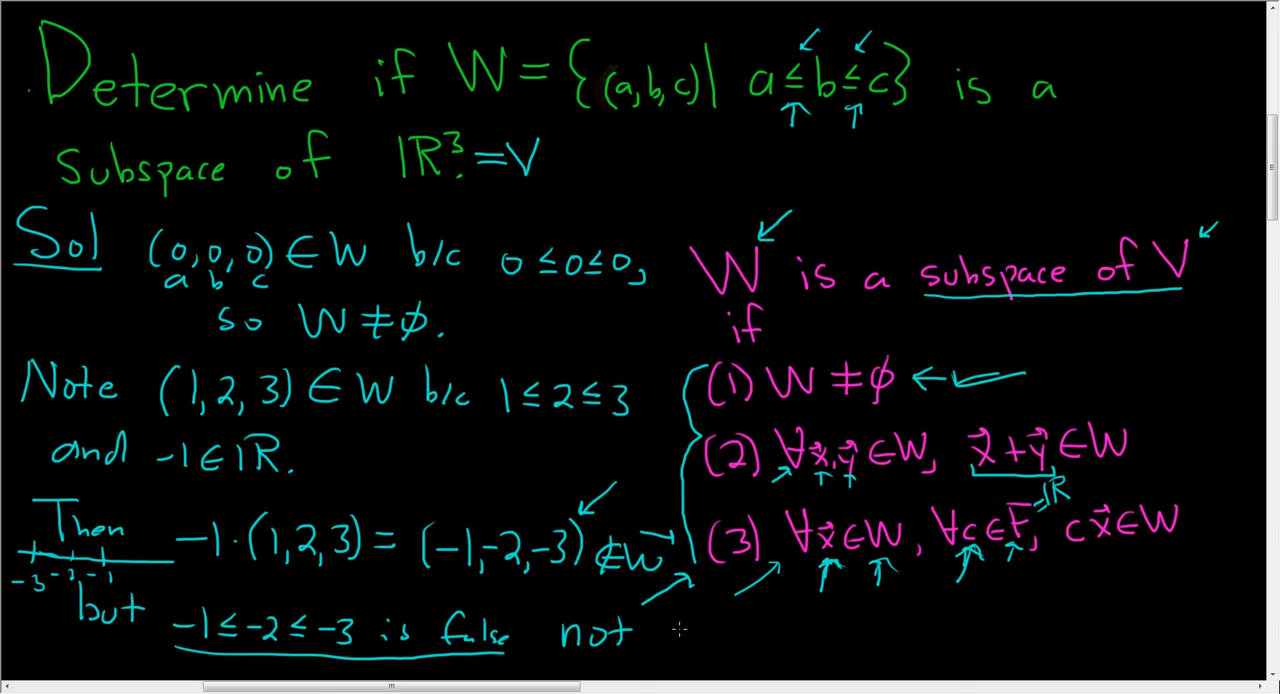 Determine if W = {(a,b,c)| a ≤ b ≤ c} is a
subspace of ℝ³? = V
Sol (0,0,0) ∈ W b/c 0 ≤ 0 ≤ 0,
a b c
so W ≠ ϕ.
Note (1,2,3) ∈ W b/c 1 ≤ 2 ≤ 3
and -1 ∈ ℝ.
Then -1·(1,2,3) = (-1,-2,-3) ∉ W
-3 -2 -1
but -1 ≤ -2 ≤ -3 is false not
W is a subspace of V
if
(1) W ≠ ϕ
(2) ∀x⃗,y⃗ ∈ W, x⃗ + y⃗ ∈ W
(3) ∀x⃗ ∈ W, ∀c ∈ F, cx⃗ ∈ W
=ℝ